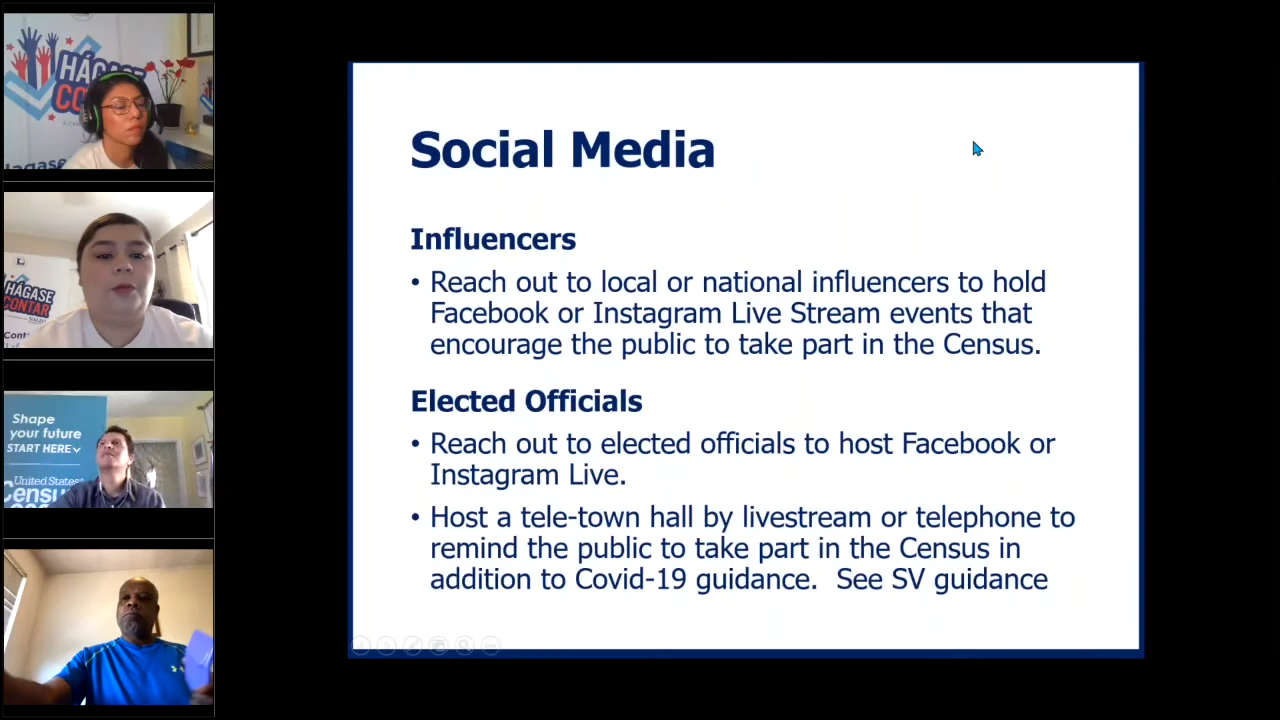 HÁGASE
CONTAR
HÁGASE
CONTAR
NALEO
Shape
your future
START HERE
United States
Census
Social Media
Influencers
• Reach out to local or national influencers to hold
Facebook or Instagram Live Stream events that
encourage the public to take part in the Census.
Elected Officials
• Reach out to elected officials to host Facebook or
Instagram Live.
• Host a tele-town hall by livestream or telephone to
remind the public to take part in the Census in
addition to Covid-19 guidance.  See SV guidance